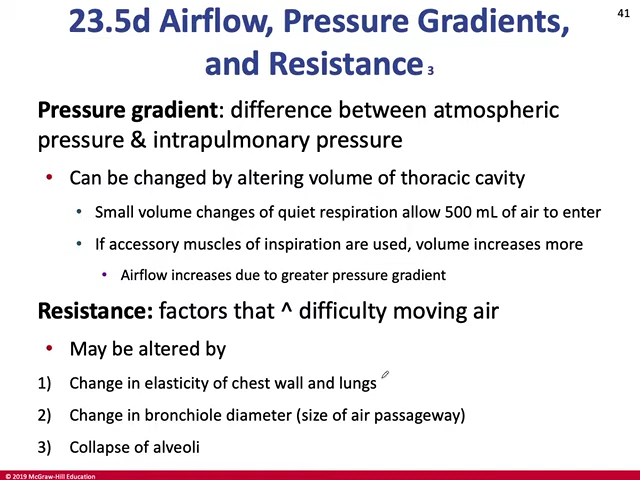 41
23.5d Airflow, Pressure Gradients,
and Resistance 3
Pressure gradient: difference between atmospheric
pressure & intrapulmonary pressure
• Can be changed by altering volume of thoracic cavity
• Small volume changes of quiet respiration allow 500 mL of air to enter
• If accessory muscles of inspiration are used, volume increases more
• Airflow increases due to greater pressure gradient
Resistance: factors that ^ difficulty moving air
• May be altered by
1) Change in elasticity of chest wall and lungs
2) Change in bronchiole diameter (size of air passageway)
3) Collapse of alveoli
© 2019 McGraw-Hill Education